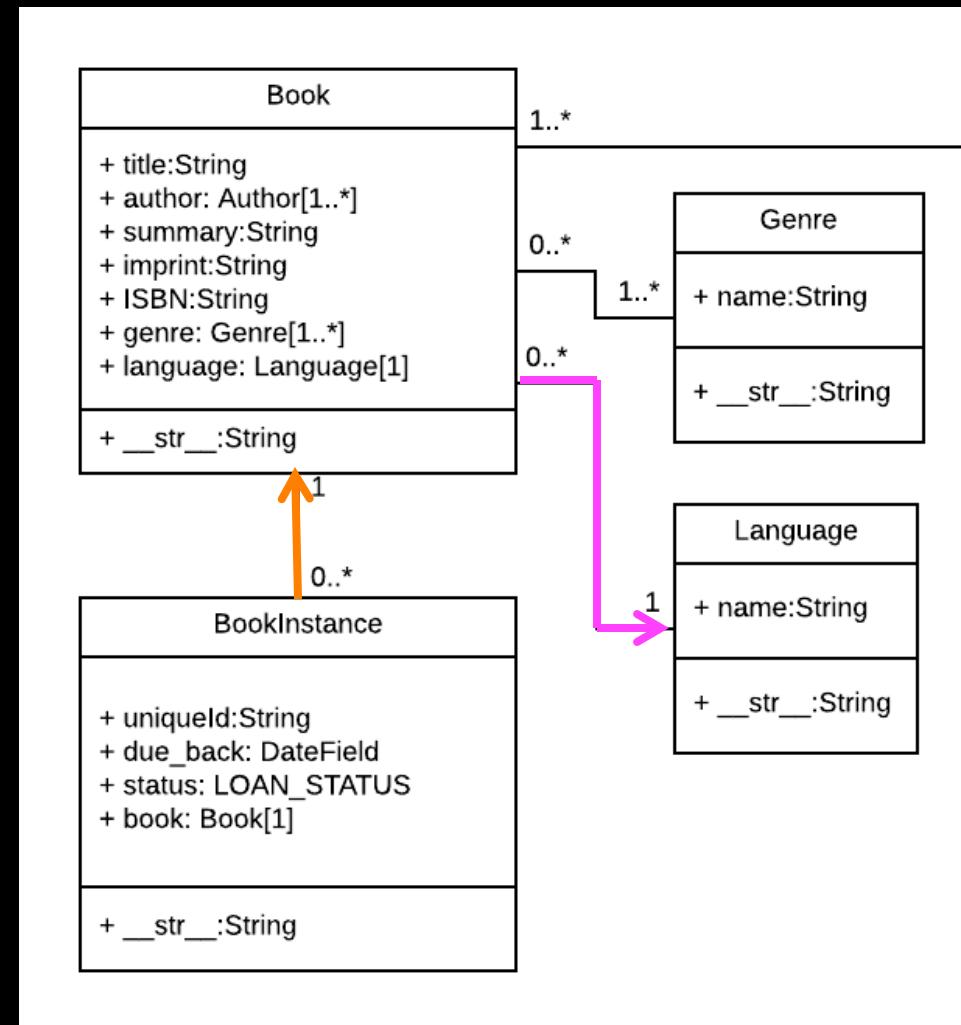 Book
+ title:String
+ author: Author[1..*]
+ summary:String
+ imprint:String
+ ISBN:String
+ genre: Genre[1..*]
+ language: Language[1]
+ __str__:String
1..*
0..*
1..*
0..*
1
1
0..*
Genre
+ name:String
+ __str__:String
Language
+ name:String
+ __str__:String
BookInstance
+ uniqueId:String
+ due_back: DateField
+ status: LOAN_STATUS
+ book: Book[1]
+ __str__:String